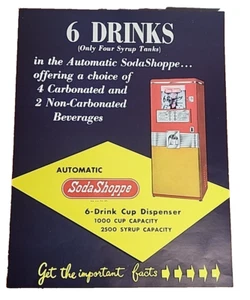 6 DRINKS
(Only Four Syrup Tanks)
in the Automatic SodaShoppe...
offering a choice of
4 Carbonated and
2 Non-Carbonated
Beverages
AUTOMATIC
SodaShoppe
6-Drink Cup Dispenser
1000 CUP CAPACITY
2500 SYRUP CAPACITY
Get the important facts